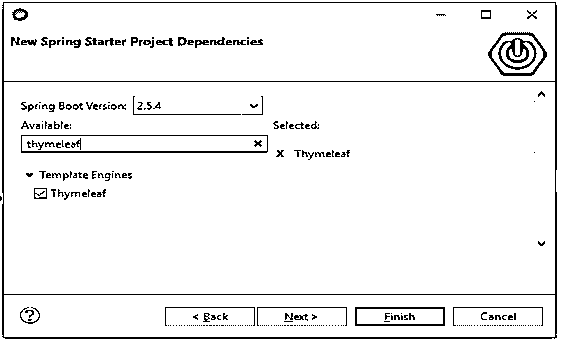 New Spring Starter Project Dependencies
Spring Boot Version: 2.5.4
Available:
Selected:
thymeleaf
X Thymeleaf
Template Engines
Thymeleaf
? < Back Next > Finish Cancel